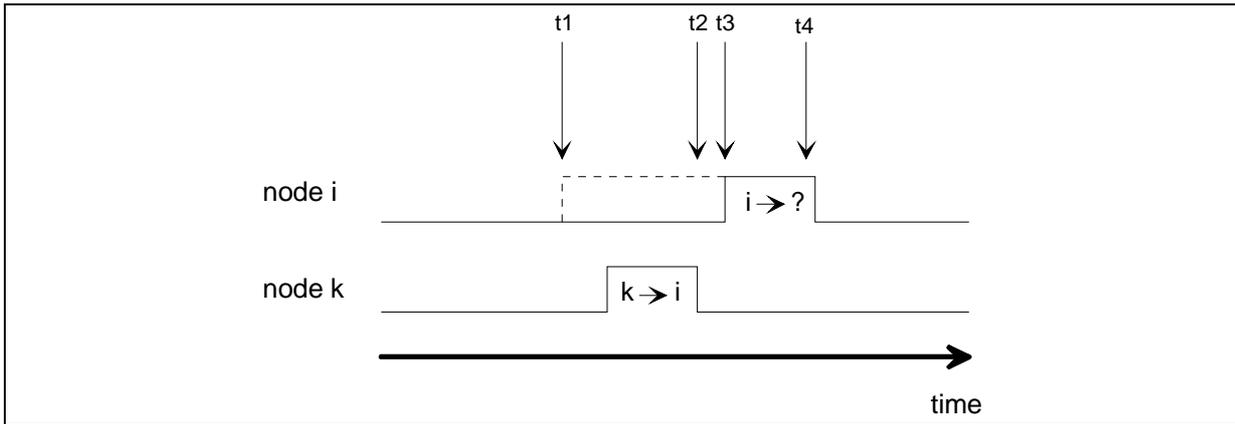 t1 t2 t3 t4
node i
i → ?
node k
k → i
time